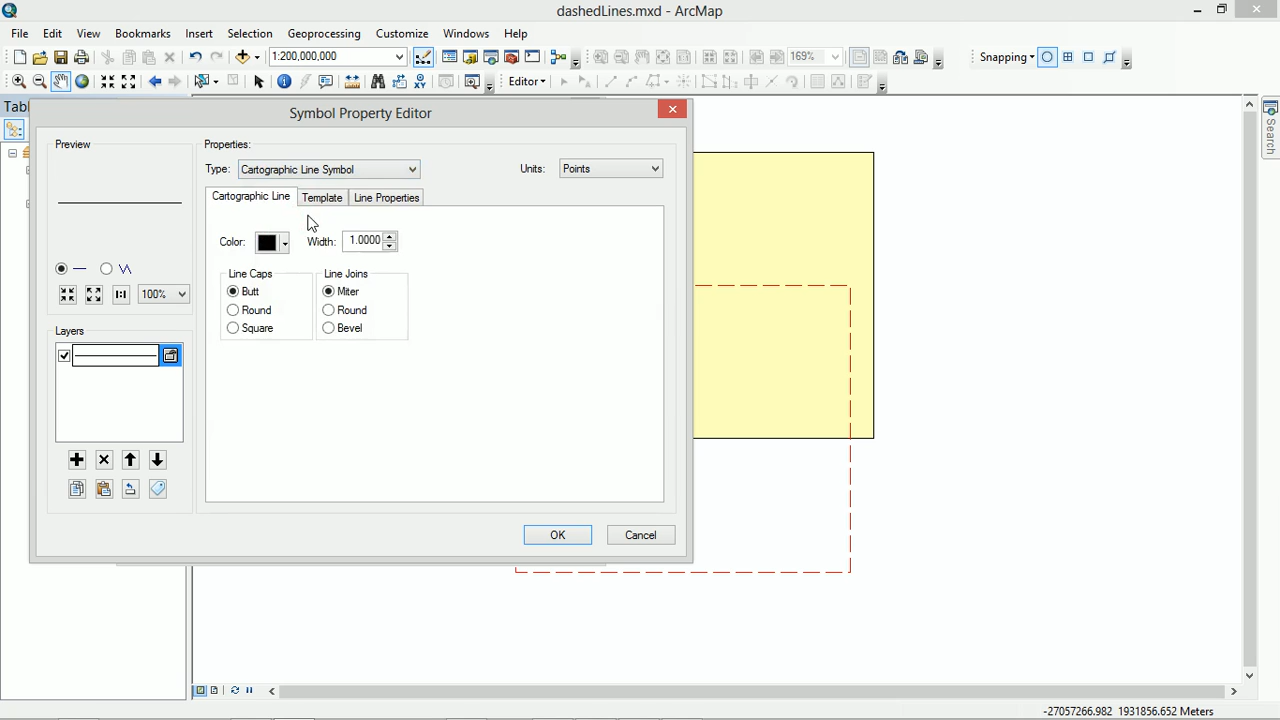 dashedLines.mxd - ArcMap
File Edit View Bookmarks Insert Selection Geoprocessing Customize Windows Help
1:200,000,000 169% Snapping
Editor
Tabl
Search
Symbol Property Editor
Preview
Properties:
Type: Cartographic Line Symbol Units: Points
Cartographic Line Template Line Properties
Color: Width: 1.0000
Line Caps Line Joins
Butt Miter
Round Round
Square Bevel
1:1 100%
Layers
OK Cancel
-27057266.982 1931856.652 Meters